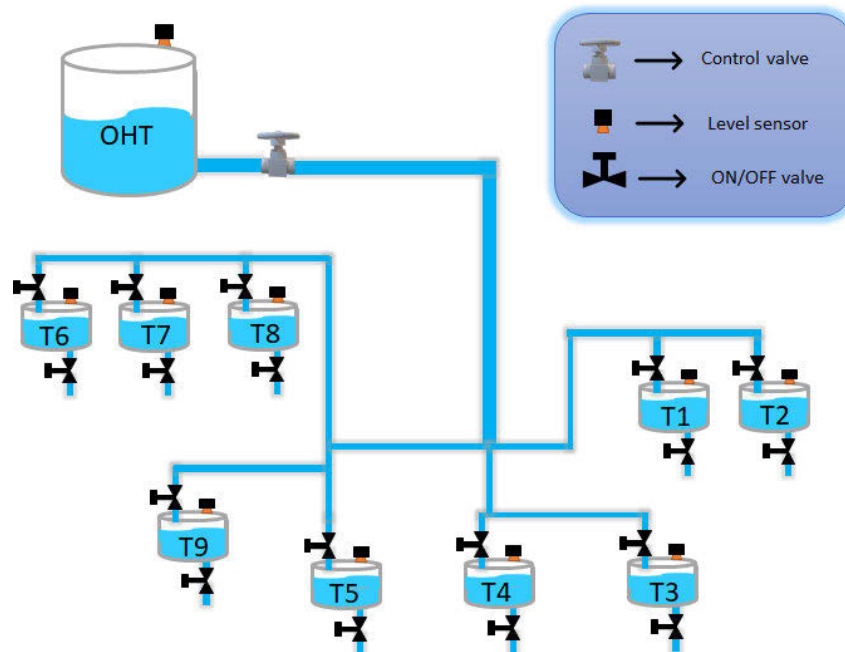 Control valve
OHT
Level sensor
ON/OFF valve
T6
T7
T8
T1
T2
T9
T5
T4
T3